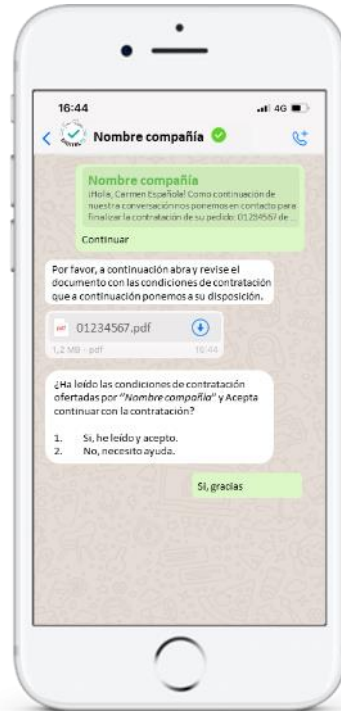 16:44
4G
Nombre compañía
Nombre compañía
¡Hola, Carmen Española! Como continuación de
nuestra conversación nos ponemos en contacto para
finalizar la contratación de su pedido: 01234567 de ...
Continuar
Por favor, a continuación abra y revise el
documento con las condiciones de contratación
que a continuación ponemos a su disposición.
pdf 01234567.pdf
1,2 MB - pdf 16:44
¿Ha leído las condiciones de contratación
ofertadas por "Nombre compañía" y Acepta
continuar con la contratación?
1. Si, he leído y acepto.
2. No, necesito ayuda.
Si, gracias